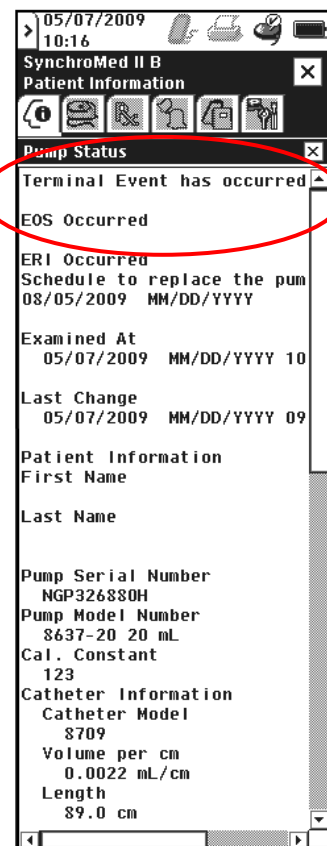 05/07/2009
10:16
SynchroMed II B
Patient Information
Pump Status
Terminal Event has occurred
EOS Occurred
ERI Occurred
Schedule to replace the pum
08/05/2009 MM/DD/YYYY
Examined At
05/07/2009 MM/DD/YYYY 10
Last Change
05/07/2009 MM/DD/YYYY 09
Patient Information
First Name
Last Name
Pump Serial Number
NGP326880H
Pump Model Number
8637-20 20 mL
Cal. Constant
123
Catheter Information
Catheter Model
8709
Volume per cm
0.0022 mL/cm
Length
89.0 cm